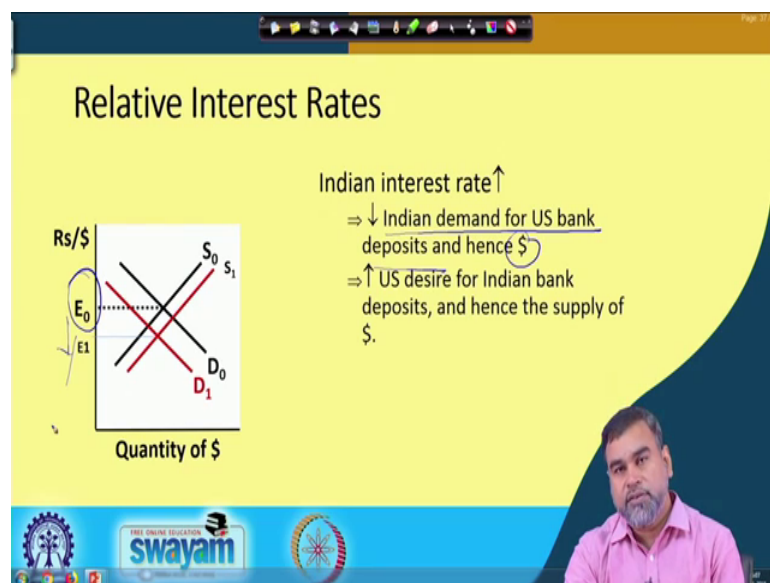 Page: 37
Relative Interest Rates
Indian interest rate↑
⇒ ↓ Indian demand for US bank
deposits and hence $
⇒ ↑ US desire for Indian bank
deposits, and hence the supply of
$.
Rs/$
S₀
S₁
E₀
E1
D₀
D₁
Quantity of $
FREE ONLINE EDUCATION
swayam